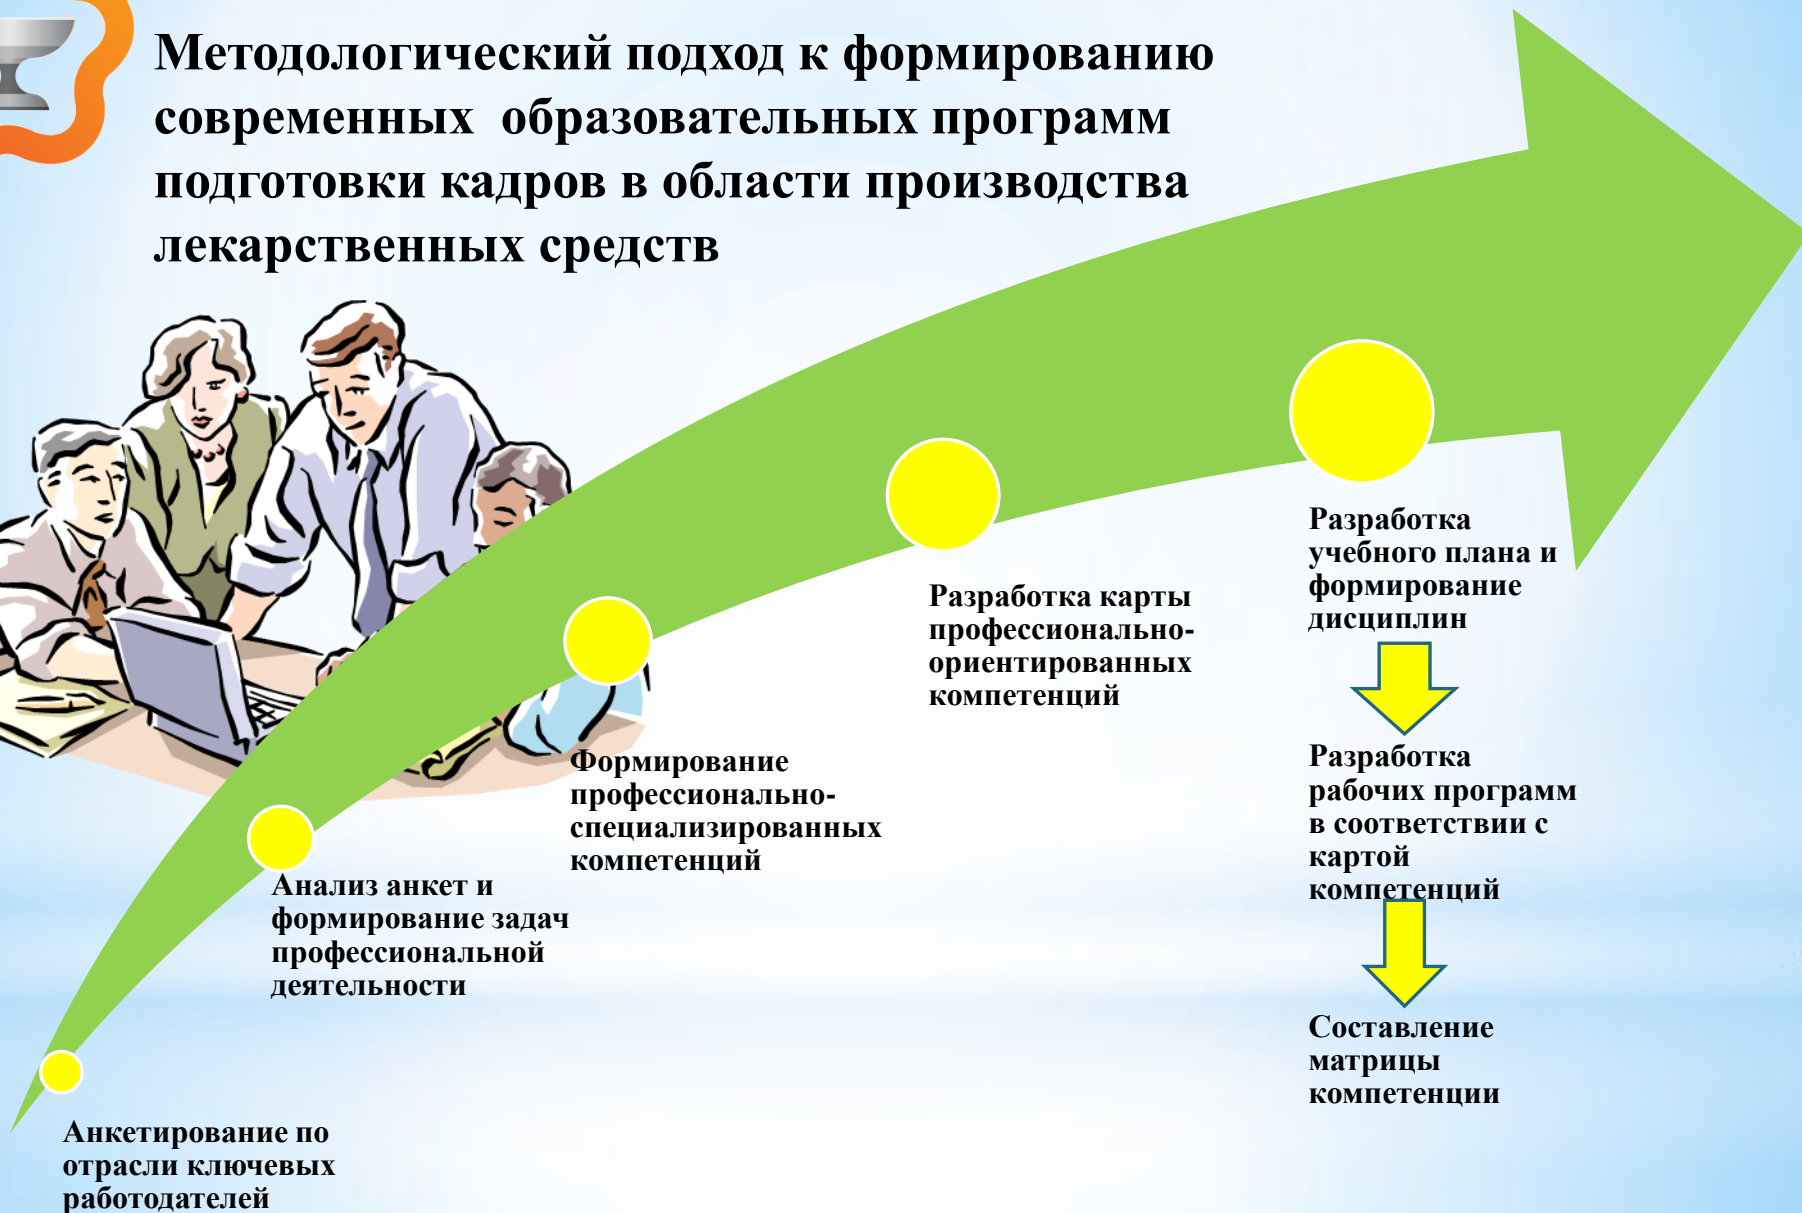 Методологический подход к формированию
современных образовательных программ
подготовки кадров в области производства
лекарственных средств
Анкетирование по
отрасли ключевых
работодателей
Анализ анкет и
формирование задач
профессиональной
деятельности
Формирование
профессионально-
специализированных
компетенций
Разработка карты
профессионально-
ориентированных
компетенций
Разработка
учебного плана и
формирование
дисциплин
Разработка
рабочих программ
в соответствии с
картой
компетенций
Составление
матрицы
компетенции